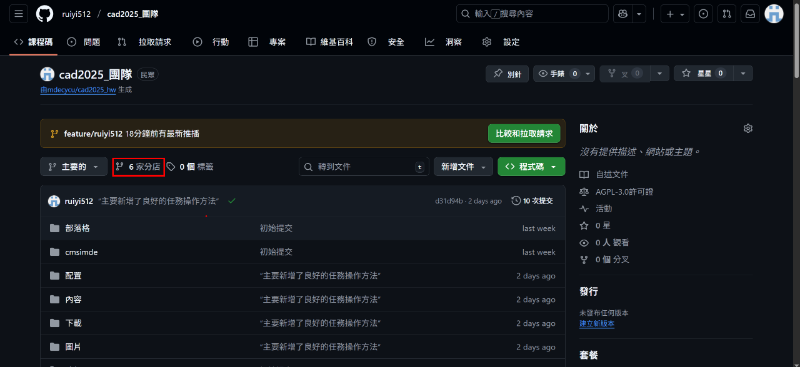 ruiyi512 / cad2025_團隊
輸入 / 搜尋內容
課程碼 問題 拉取請求 行動 專案 維基百科 安全 洞察 設定
cad2025_團隊 民眾
別針 手錶 0 叉 0 星星 0
由mdecycu/cad2025_hw 生成
feature/ruiyi512 18分鐘前有最新推播
比較和拉取請求
主要的 6 家分店 0 個 標籤 轉到文件 t 新增文件 程式碼
ruiyi512 “主要新增了良好的任務操作方法” d31d94b · 2 days ago 10 次提交
部落格 初始提交 last week
cmsimde 初始提交 last week
配置 “主要新增了良好的任務操作方法” 2 days ago
內容 “主要新增了良好的任務操作方法” 2 days ago
下載 “主要新增了良好的任務操作方法” 2 days ago
圖片 “主要新增了良好的任務操作方法” 2 days ago
關於
沒有提供描述、網站或主題。
自述文件
AGPL-3.0許可證
活動
0 星
0 人 觀看
0 個 分叉
發行
未發布任何版本
建立新版本
套餐